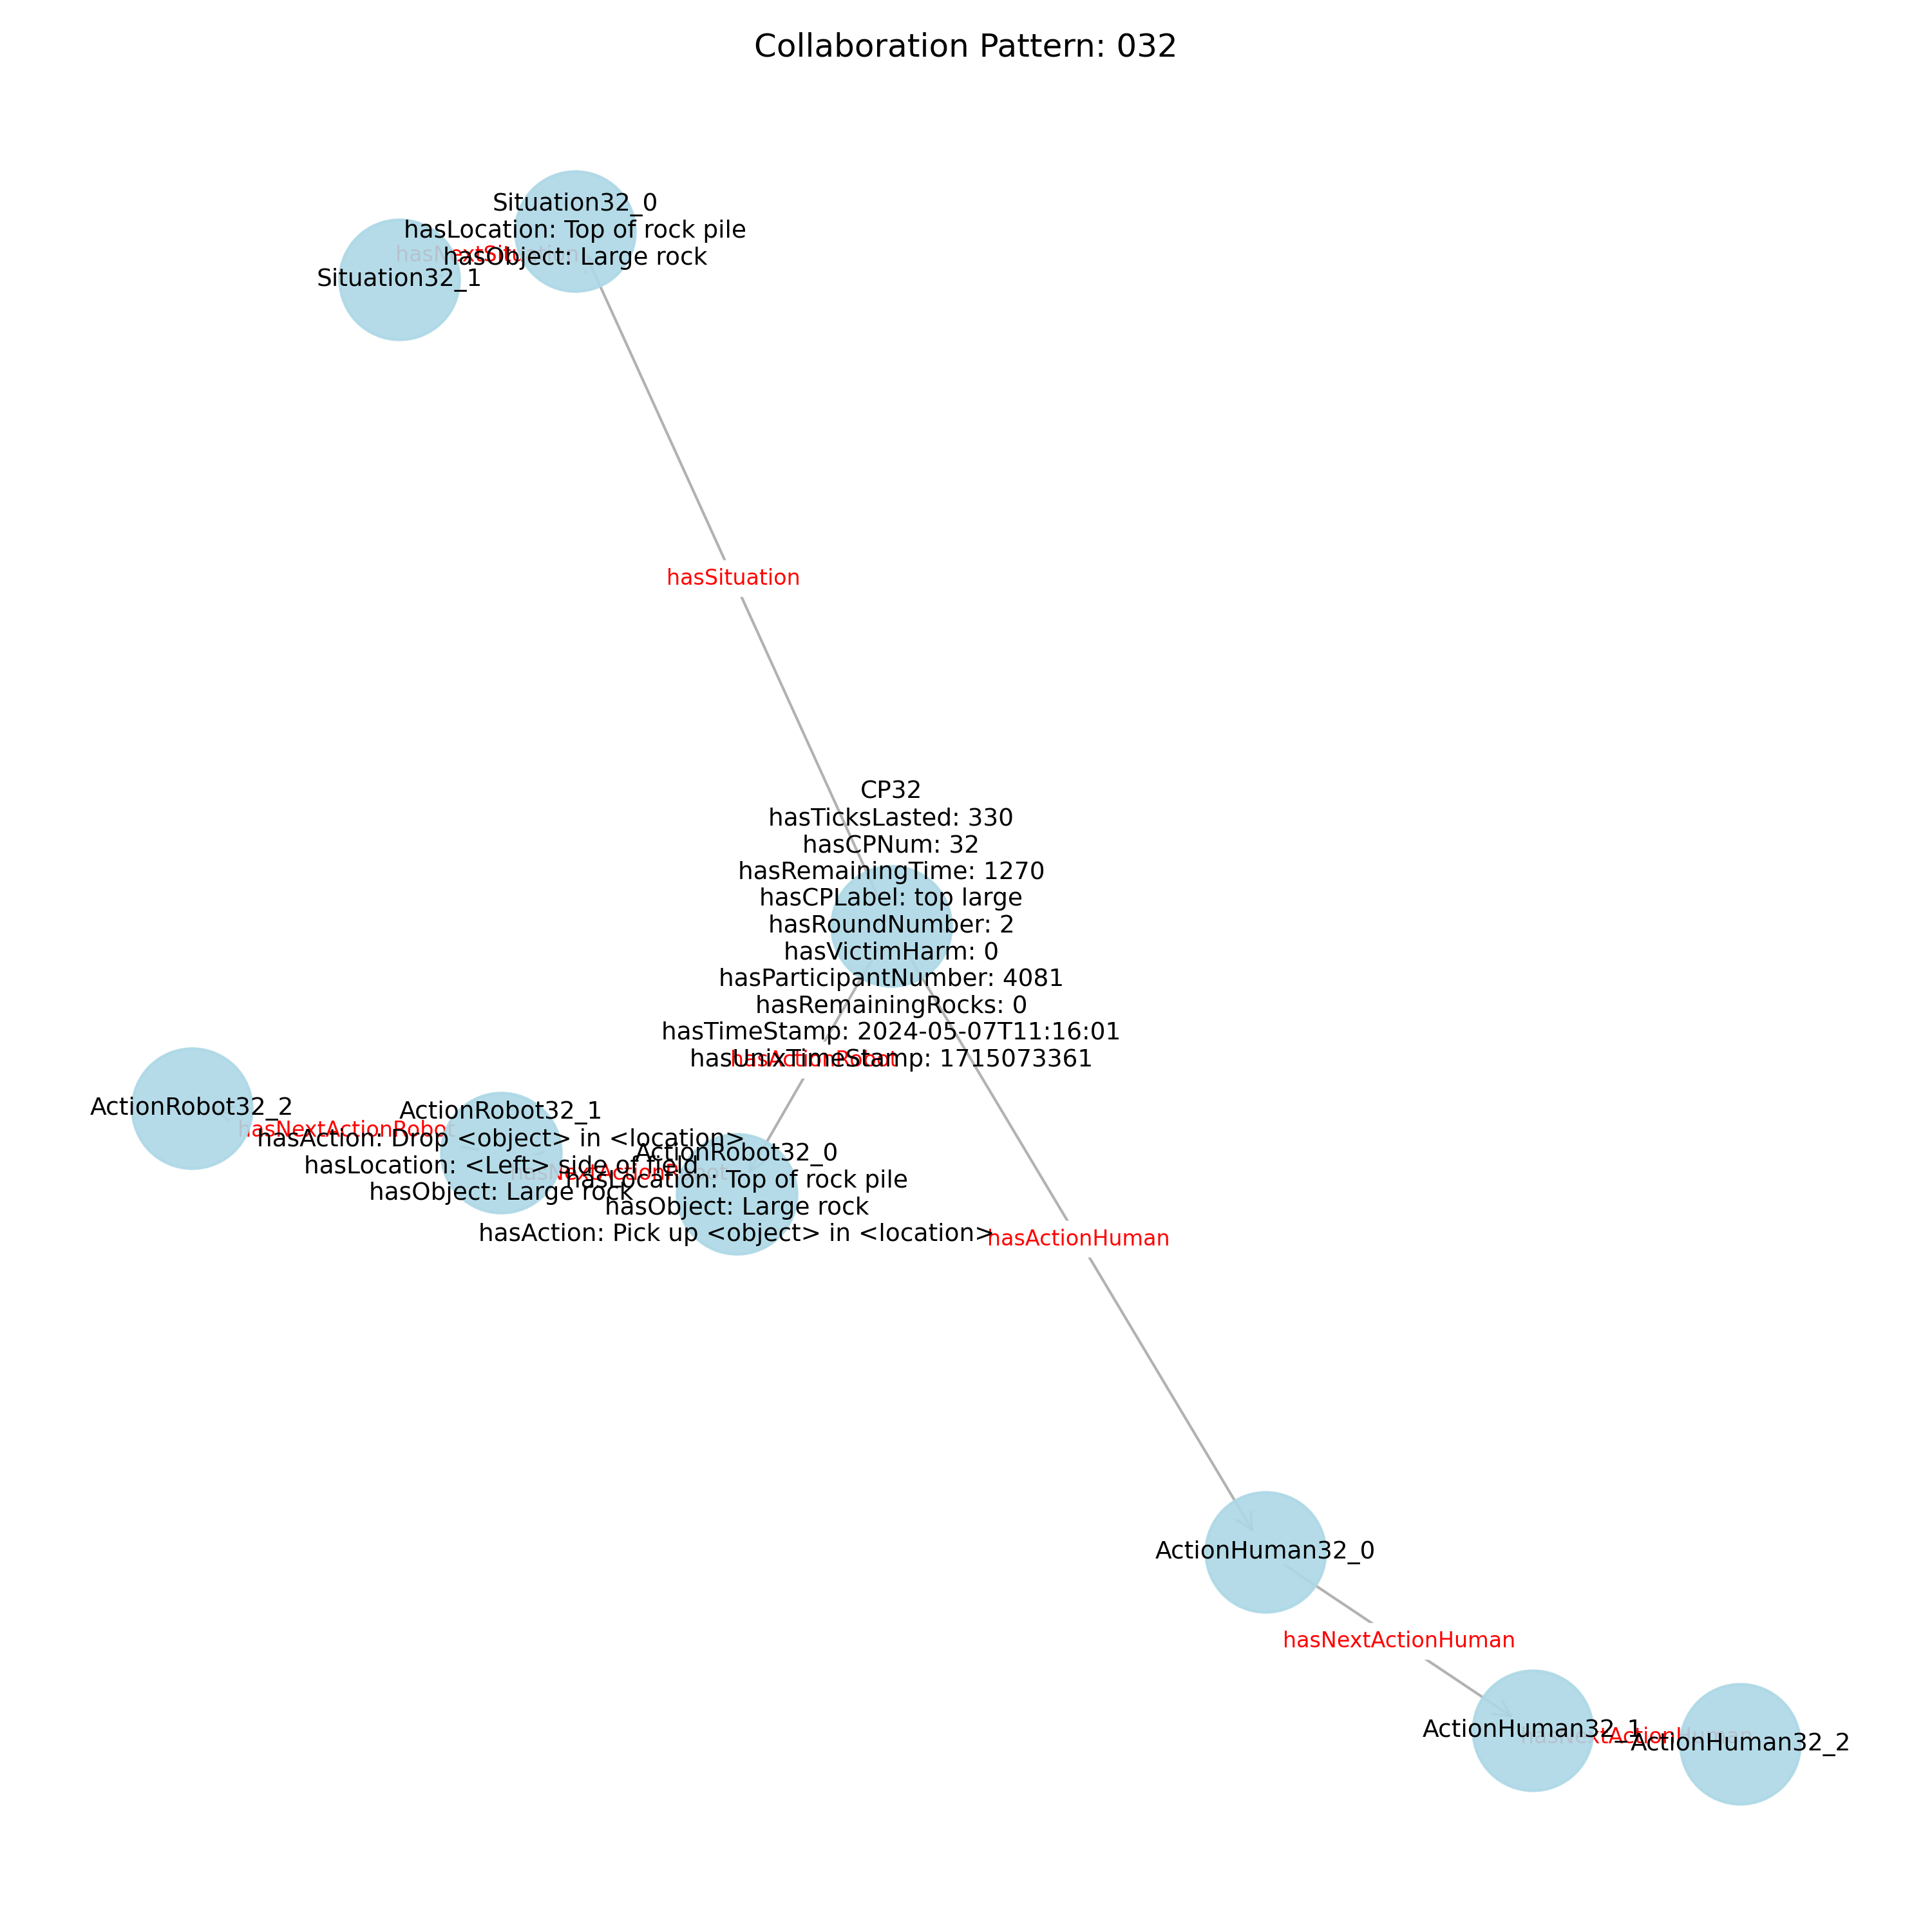 Collaboration Pattern: 032
Situation32_0
hasLocation: Top of rock pile
hasObject: Large rock
hasNextSituation
Situation32_1
hasSituation
CP32
hasTicksLasted: 330
hasCPNum: 32
hasRemainingTime: 1270
hasCPLabel: top large
hasRoundNumber: 2
hasVictimHarm: 0
hasParticipantNumber: 4081
hasRemainingRocks: 0
hasTimeStamp: 2024-05-07T11:16:01
hasUnixTimeStamp: 1715073361
hasActionRobot
ActionRobot32_2
hasNextActionRobot
ActionRobot32_1
hasAction: Drop <object> in <location>
hasLocation: <Left> side of field
hasObject: Large rock
hasNextActionRobot
ActionRobot32_0
hasLocation: Top of rock pile
hasObject: Large rock
hasAction: Pick up <object> in <location>
hasActionHuman
ActionHuman32_0
hasNextActionHuman
ActionHuman32_1
hasNextActionHuman
ActionHuman32_2